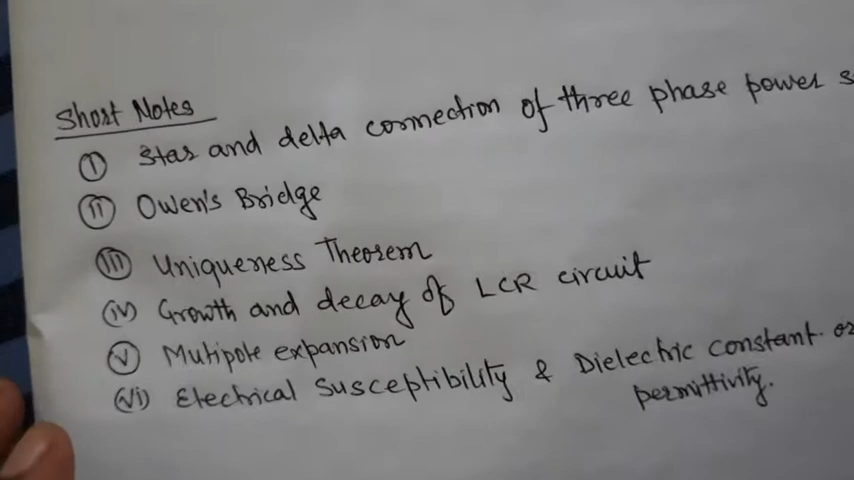 Short Notes
(i) Star and delta connection of three phase power
(ii) Owen's Bridge
(iii) Uniqueness Theorem
(iv) Growth and decay of LCR circuit
(v) Mutipole expansion
(vi) Electrical Susceptibility & Dielectric constant or
permittivity.